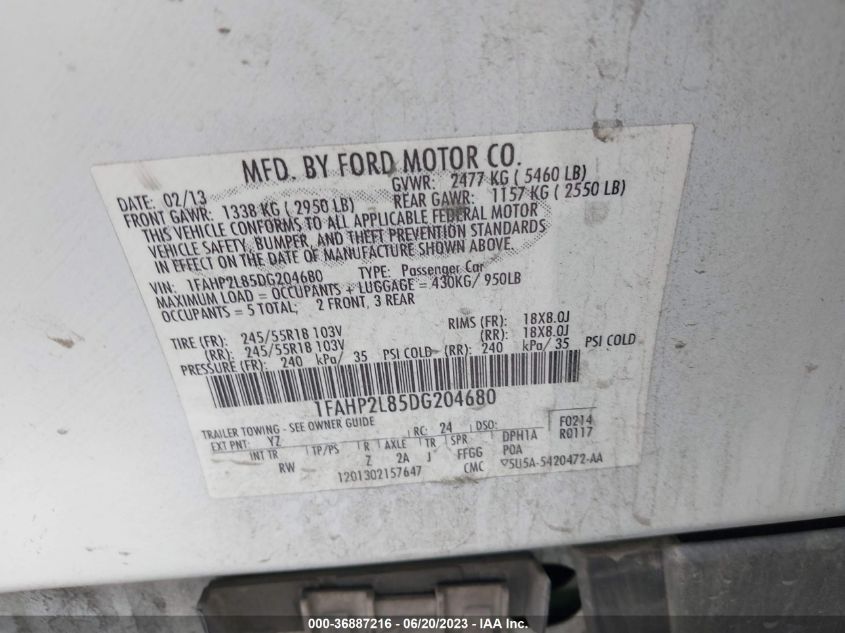 MFD. BY FORD MOTOR CO.
DATE: 02/13 GVWR: 2477 KG ( 5460 LB)
FRONT GAWR: 1338 KG ( 2950 LB) REAR GAWR: 1157 KG ( 2550 LB)
THIS VEHICLE CONFORMS TO ALL APPLICABLE FEDERAL MOTOR
VEHICLE SAFETY, BUMPER, AND THEFT PREVENTION STANDARDS
IN EFFECT ON THE DATE OF MANUFACTURE SHOWN ABOVE.
VIN: 1FAHP2L85DG204680 TYPE: Passenger Car
MAXIMUM LOAD = OCCUPANTS + LUGGAGE = 430KG/ 950LB
OCCUPANTS = 5 TOTAL; 2 FRONT, 3 REAR
TIRE (FR): 245/55R18 103V RIMS (FR): 18X8.0J
(RR): 245/55R18 103V (RR): 18X8.0J
PRESSURE (FR): 240 kPa/ 35 PSI COLD (RR): 240 kPa/ 35 PSI COLD
1FAHP2L85DG204680
TRAILER TOWING - SEE OWNER GUIDE
EXT PNT: YZ RC: 24 DSO: F0214
INT TR TP/PS R AXLE TR SPR DPH1A R0117
RW Z 2A J FFGG POA
1201302157647 CMC 5U5A-5420472-AA
000-36887216 - 06/20/2023 - IAA, Inc.